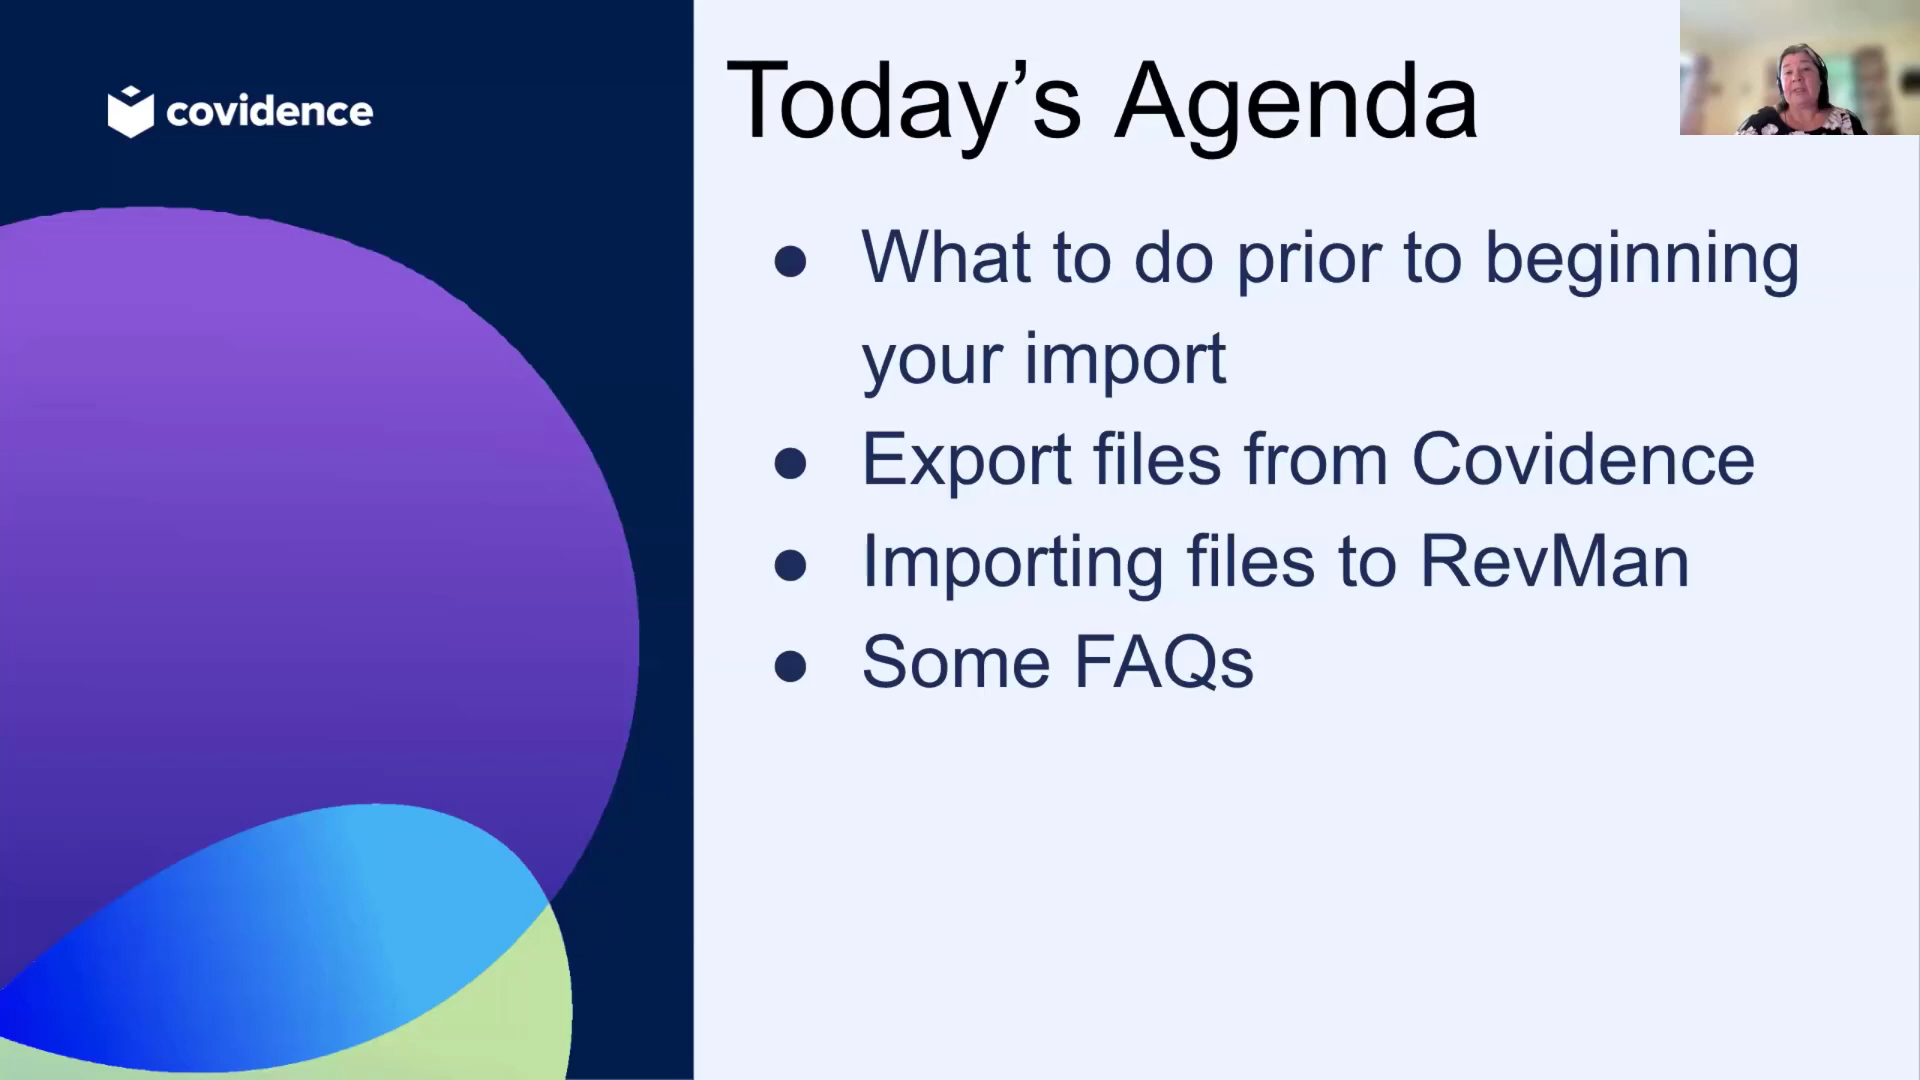 covidence
Today’s Agenda
● What to do prior to beginning
your import
● Export files from Covidence
● Importing files to RevMan
● Some FAQs